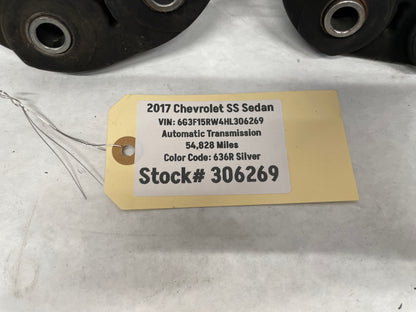 2017 Chevrolet SS Sedan
VIN: 6G3F15RW4HL306269
Automatic Transmission
54,828 Miles
Color Code: 636R Silver
Stock# 306269